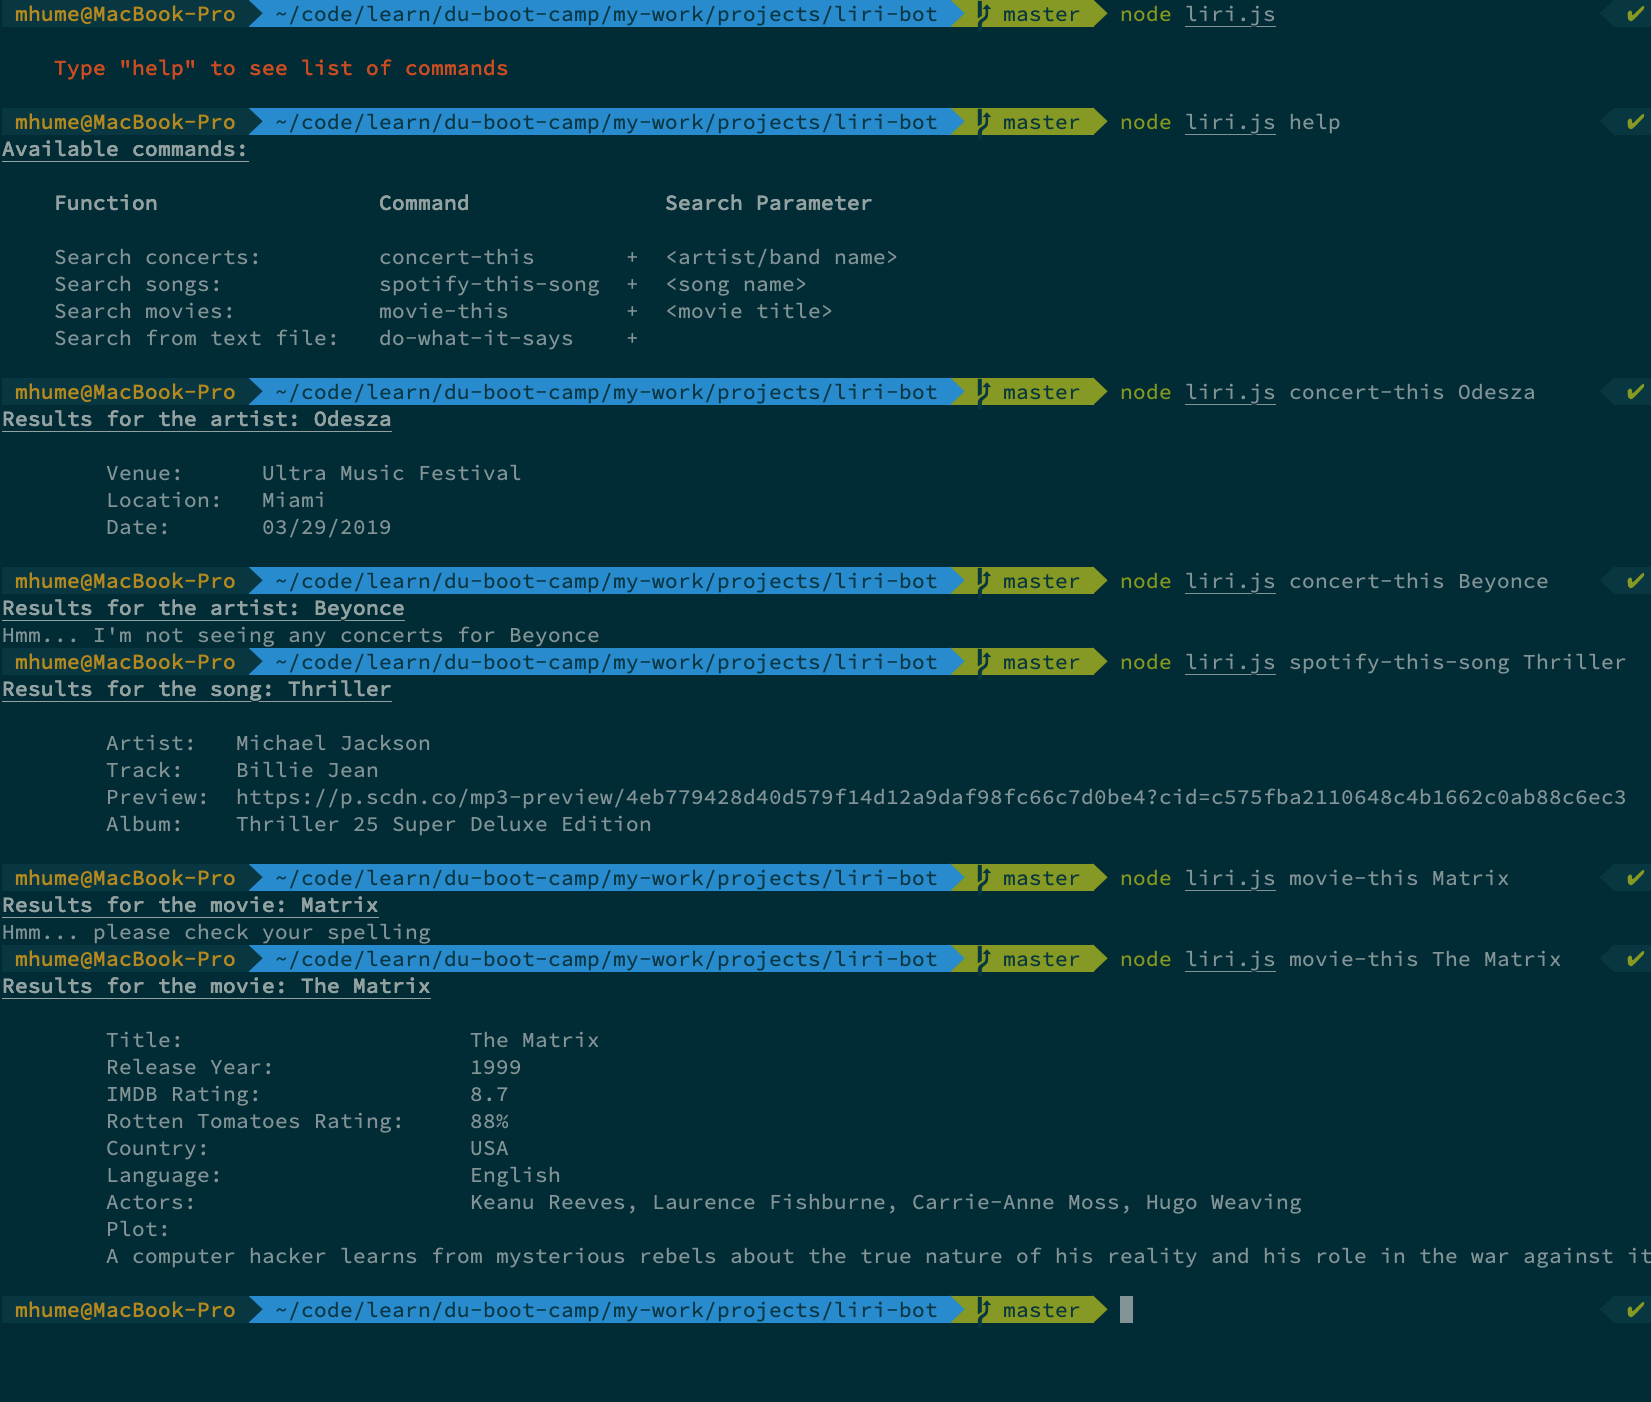 mhume@MacBook-Pro ~/code/learn/du-boot-camp/my-work/projects/liri-bot master node liri.js ✔
Type "help" to see list of commands
mhume@MacBook-Pro ~/code/learn/du-boot-camp/my-work/projects/liri-bot master node liri.js help ✔
Available commands:
Function Command Search Parameter
Search concerts: concert-this + <artist/band name>
Search songs: spotify-this-song + <song name>
Search movies: movie-this + <movie title>
Search from text file: do-what-it-says +
mhume@MacBook-Pro ~/code/learn/du-boot-camp/my-work/projects/liri-bot master node liri.js concert-this Odesza ✔
Results for the artist: Odesza
Venue: Ultra Music Festival
Location: Miami
Date: 03/29/2019
mhume@MacBook-Pro ~/code/learn/du-boot-camp/my-work/projects/liri-bot master node liri.js concert-this Beyonce ✔
Results for the artist: Beyonce
Hmm... I'm not seeing any concerts for Beyonce
mhume@MacBook-Pro ~/code/learn/du-boot-camp/my-work/projects/liri-bot master node liri.js spotify-this-song Thriller
Results for the song: Thriller
Artist: Michael Jackson
Track: Billie Jean
Preview: https://p.scdn.co/mp3-preview/4eb779428d40d579f14d12a9daf98fc66c7d0be4?cid=c575fba2110648c4b1662c0ab88c6ec3
Album: Thriller 25 Super Deluxe Edition
mhume@MacBook-Pro ~/code/learn/du-boot-camp/my-work/projects/liri-bot master node liri.js movie-this Matrix ✔
Results for the movie: Matrix
Hmm... please check your spelling
mhume@MacBook-Pro ~/code/learn/du-boot-camp/my-work/projects/liri-bot master node liri.js movie-this The Matrix ✔
Results for the movie: The Matrix
Title: The Matrix
Release Year: 1999
IMDB Rating: 8.7
Rotten Tomatoes Rating: 88%
Country: USA
Language: English
Actors: Keanu Reeves, Laurence Fishburne, Carrie-Anne Moss, Hugo Weaving
Plot:
A computer hacker learns from mysterious rebels about the true nature of his reality and his role in the war against it
mhume@MacBook-Pro ~/code/learn/du-boot-camp/my-work/projects/liri-bot master ✔